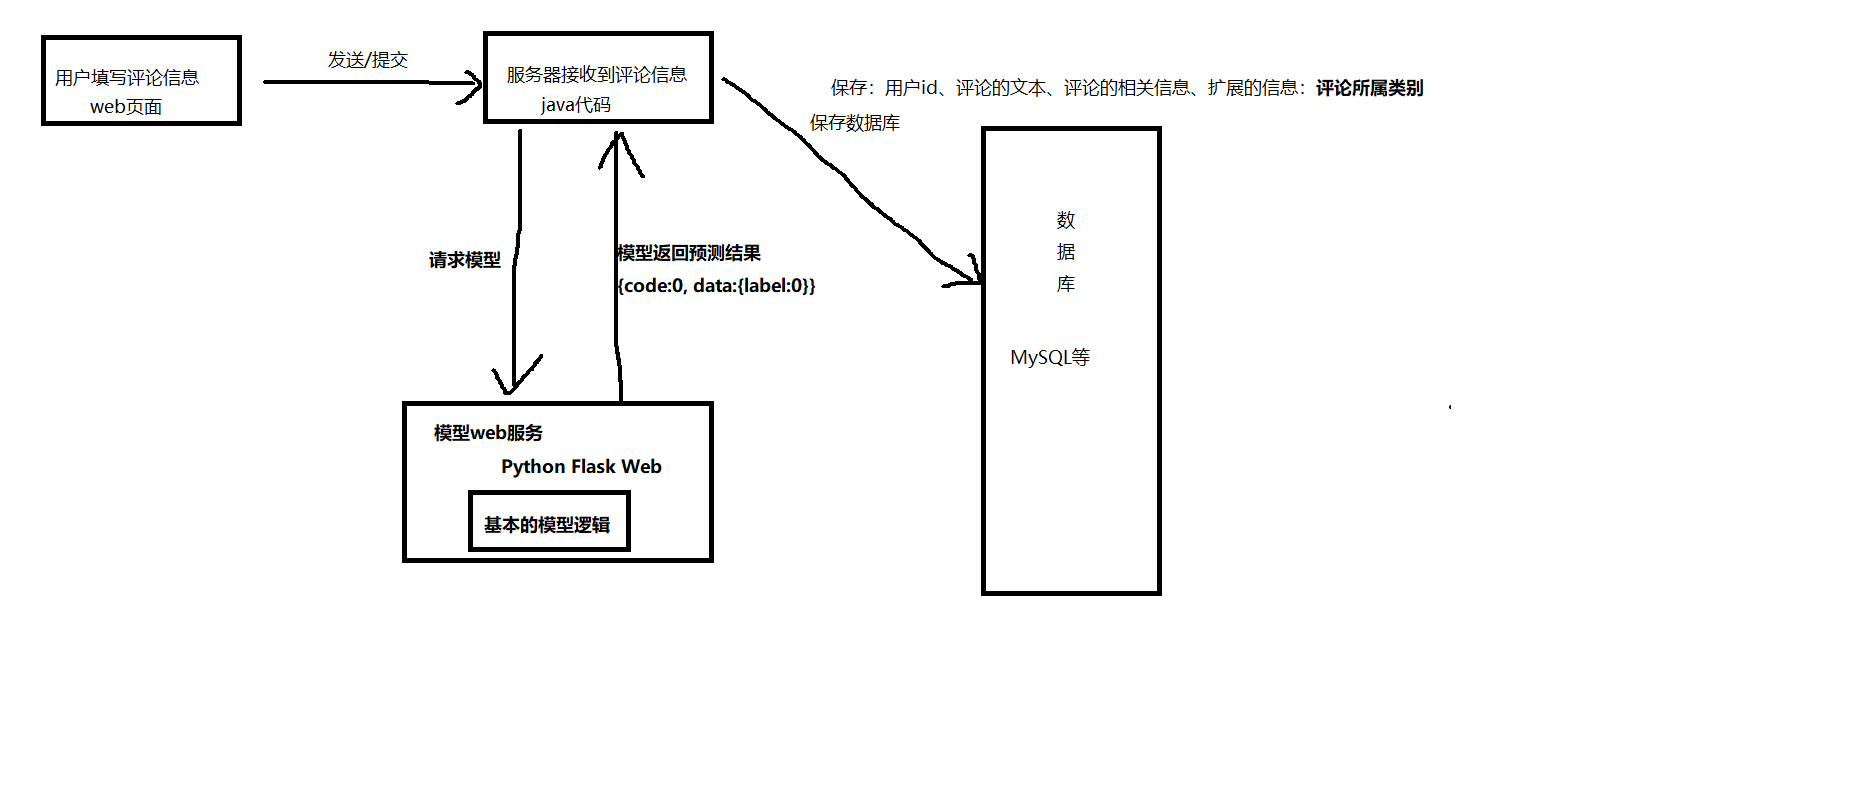 用户填写评论信息
web页面
发送/提交
服务器接收到评论信息
java代码
保存：用户id、评论的文本、评论的相关信息、扩展的信息：评论所属类别
保存数据库
请求模型
模型返回预测结果
{code:0, data:{label:0}}
数
据
库
MySQL等
模型web服务
Python Flask Web
基本的模型逻辑